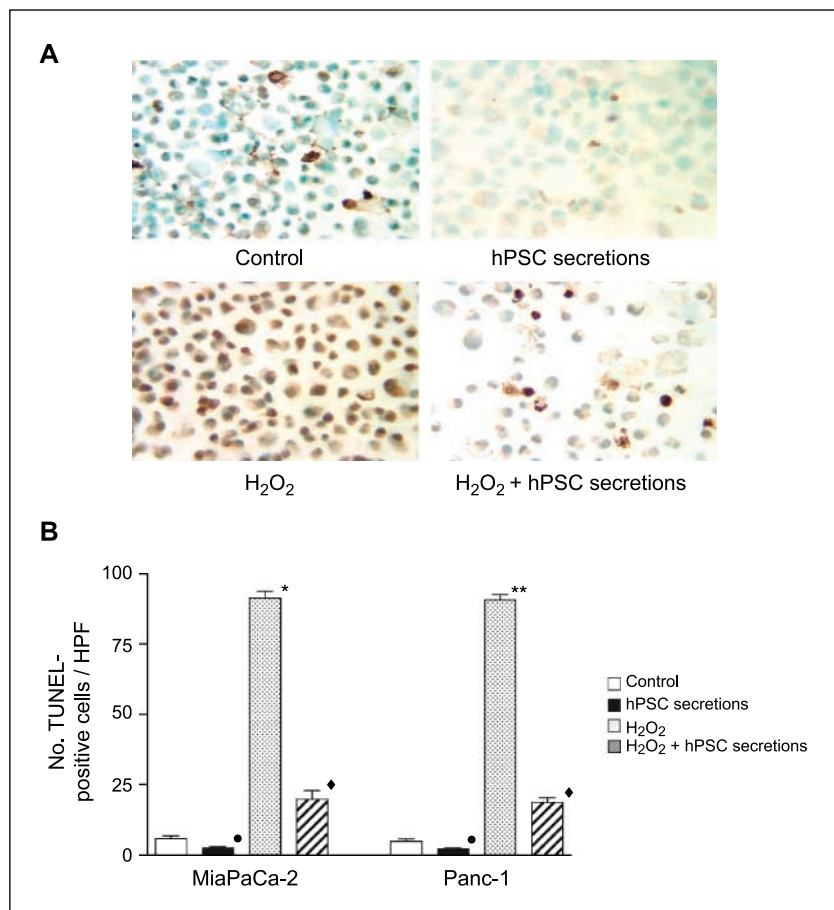 A
Control
hPSC secretions
H₂O₂
H₂O₂ + hPSC secretions
B
No. TUNEL-
positive cells / HPF
100
75
50
25
0
*
**
MiaPaCa-2
Panc-1
Control
hPSC secretions
H₂O₂
H₂O₂ + hPSC secretions